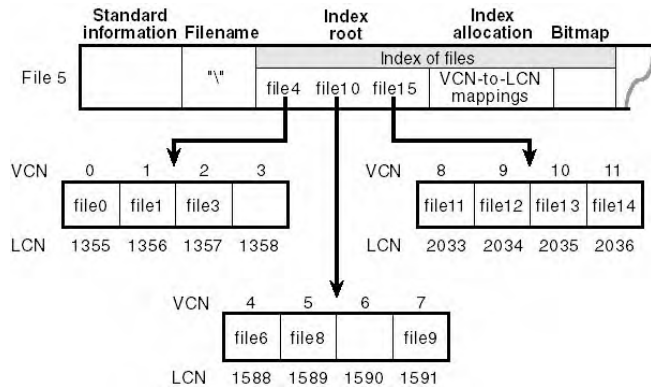 Standard information Filename Index root Index allocation Bitmap
Index of files
File 5 "\" file4 file10 file15 VCN-to-LCN mappings
VCN 0 1 2 3
file0 file1 file3
LCN 1355 1356 1357 1358
VCN 8 9 10 11
file11 file12 file13 file14
LCN 2033 2034 2035 2036
VCN 4 5 6 7
file6 file8 file9
LCN 1588 1589 1590 1591